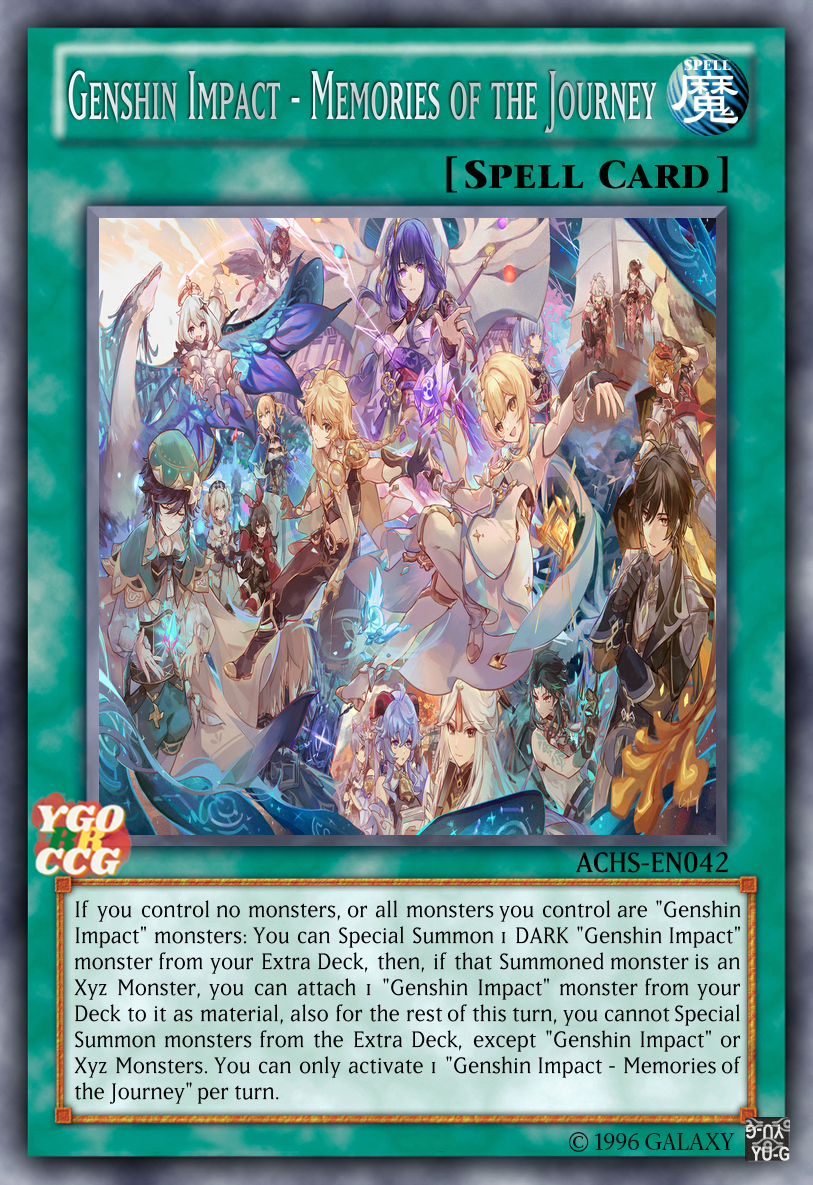 Genshin Impact - Memories of the Journey
SPELL
魔
[Spell Card]
YGO
CCG
ACHS-EN042
If you control no monsters, or all monsters you control are "Genshin
Impact" monsters: You can Special Summon 1 DARK "Genshin Impact"
monster from your Extra Deck, then, if that Summoned monster is an
Xyz Monster, you can attach 1 "Genshin Impact" monster from your
Deck to it as material, also for the rest of this turn, you cannot Special
Summon monsters from the Extra Deck, except "Genshin Impact" or
Xyz Monsters. You can only activate 1 "Genshin Impact - Memories of
the Journey" per turn.
© 1996 GALAXY
YU-G